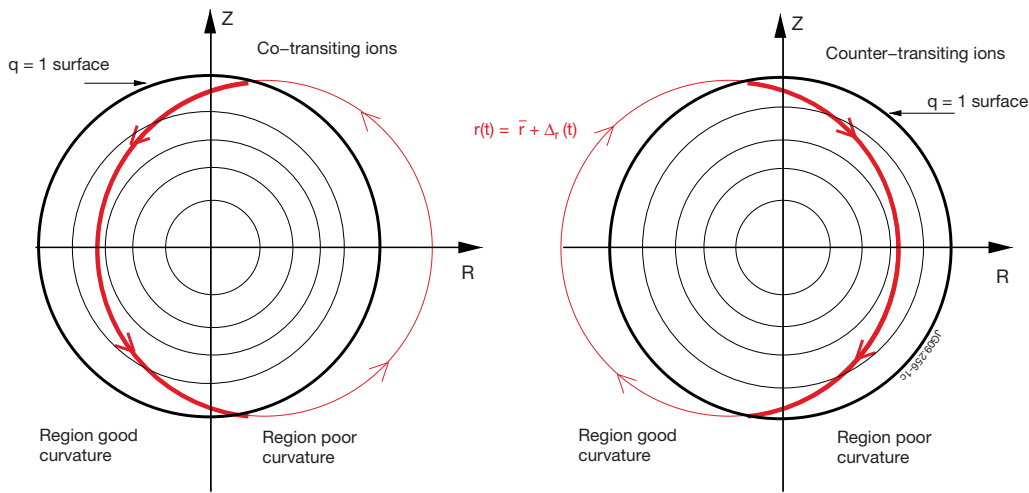 Z
Co–transiting ions
q = 1 surface
R
Region good
curvature
Region poor
curvature
Z
Counter–transiting ions
q = 1 surface
r(t) = r̅ + Δr (t)
R
JG09.256-1c
Region good
curvature
Region poor
curvature